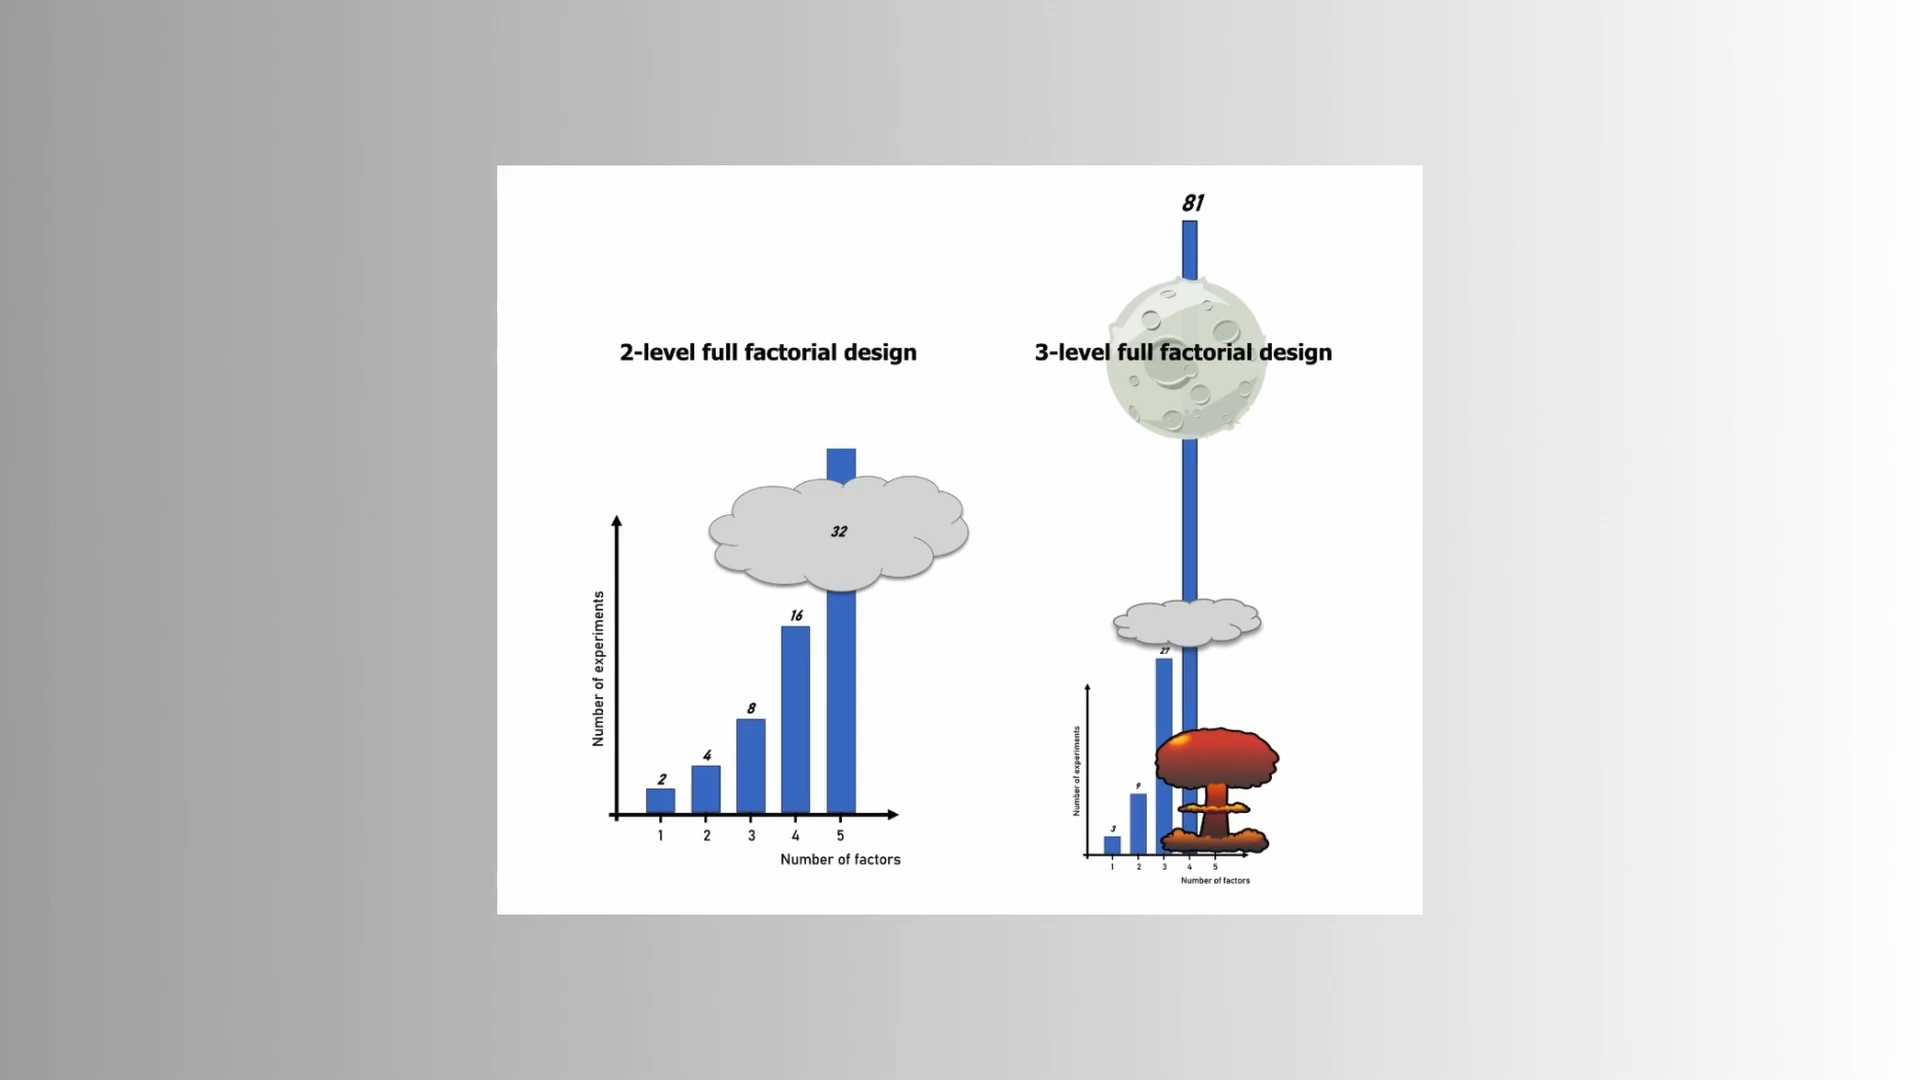 2-level full factorial design
32
16
8
4
2
Number of experiments
1 2 3 4 5
Number of factors
81
3-level full factorial design
27
9
3
Number of experiments
1 2 3 4 5
Number of factors